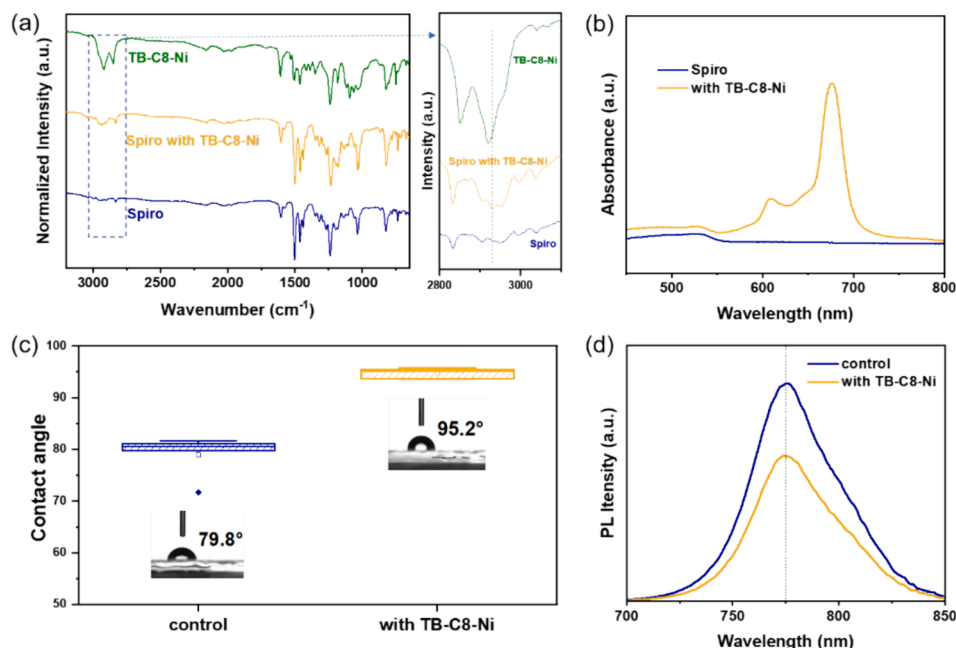 (a)
Normalized Intensity (a.u.)
TB-C8-Ni
Spiro with TB-C8-Ni
Spiro
3000 2500 2000 1500 1000
Wavenumber (cm-1)
Intensity (a.u.)
TB-C8-Ni
Spiro with TB-C8-Ni
Spiro
2800 3000
(b)
Absorbance (a.u.)
Spiro
with TB-C8-Ni
500 600 700 800
Wavelength (nm)
(c)
Contact angle
100
90
80
70
60
50
79.8°
95.2°
control with TB-C8-Ni
(d)
PL Itensity (a.u.)
control
with TB-C8-Ni
700 750 800 850
Wavelength (nm)